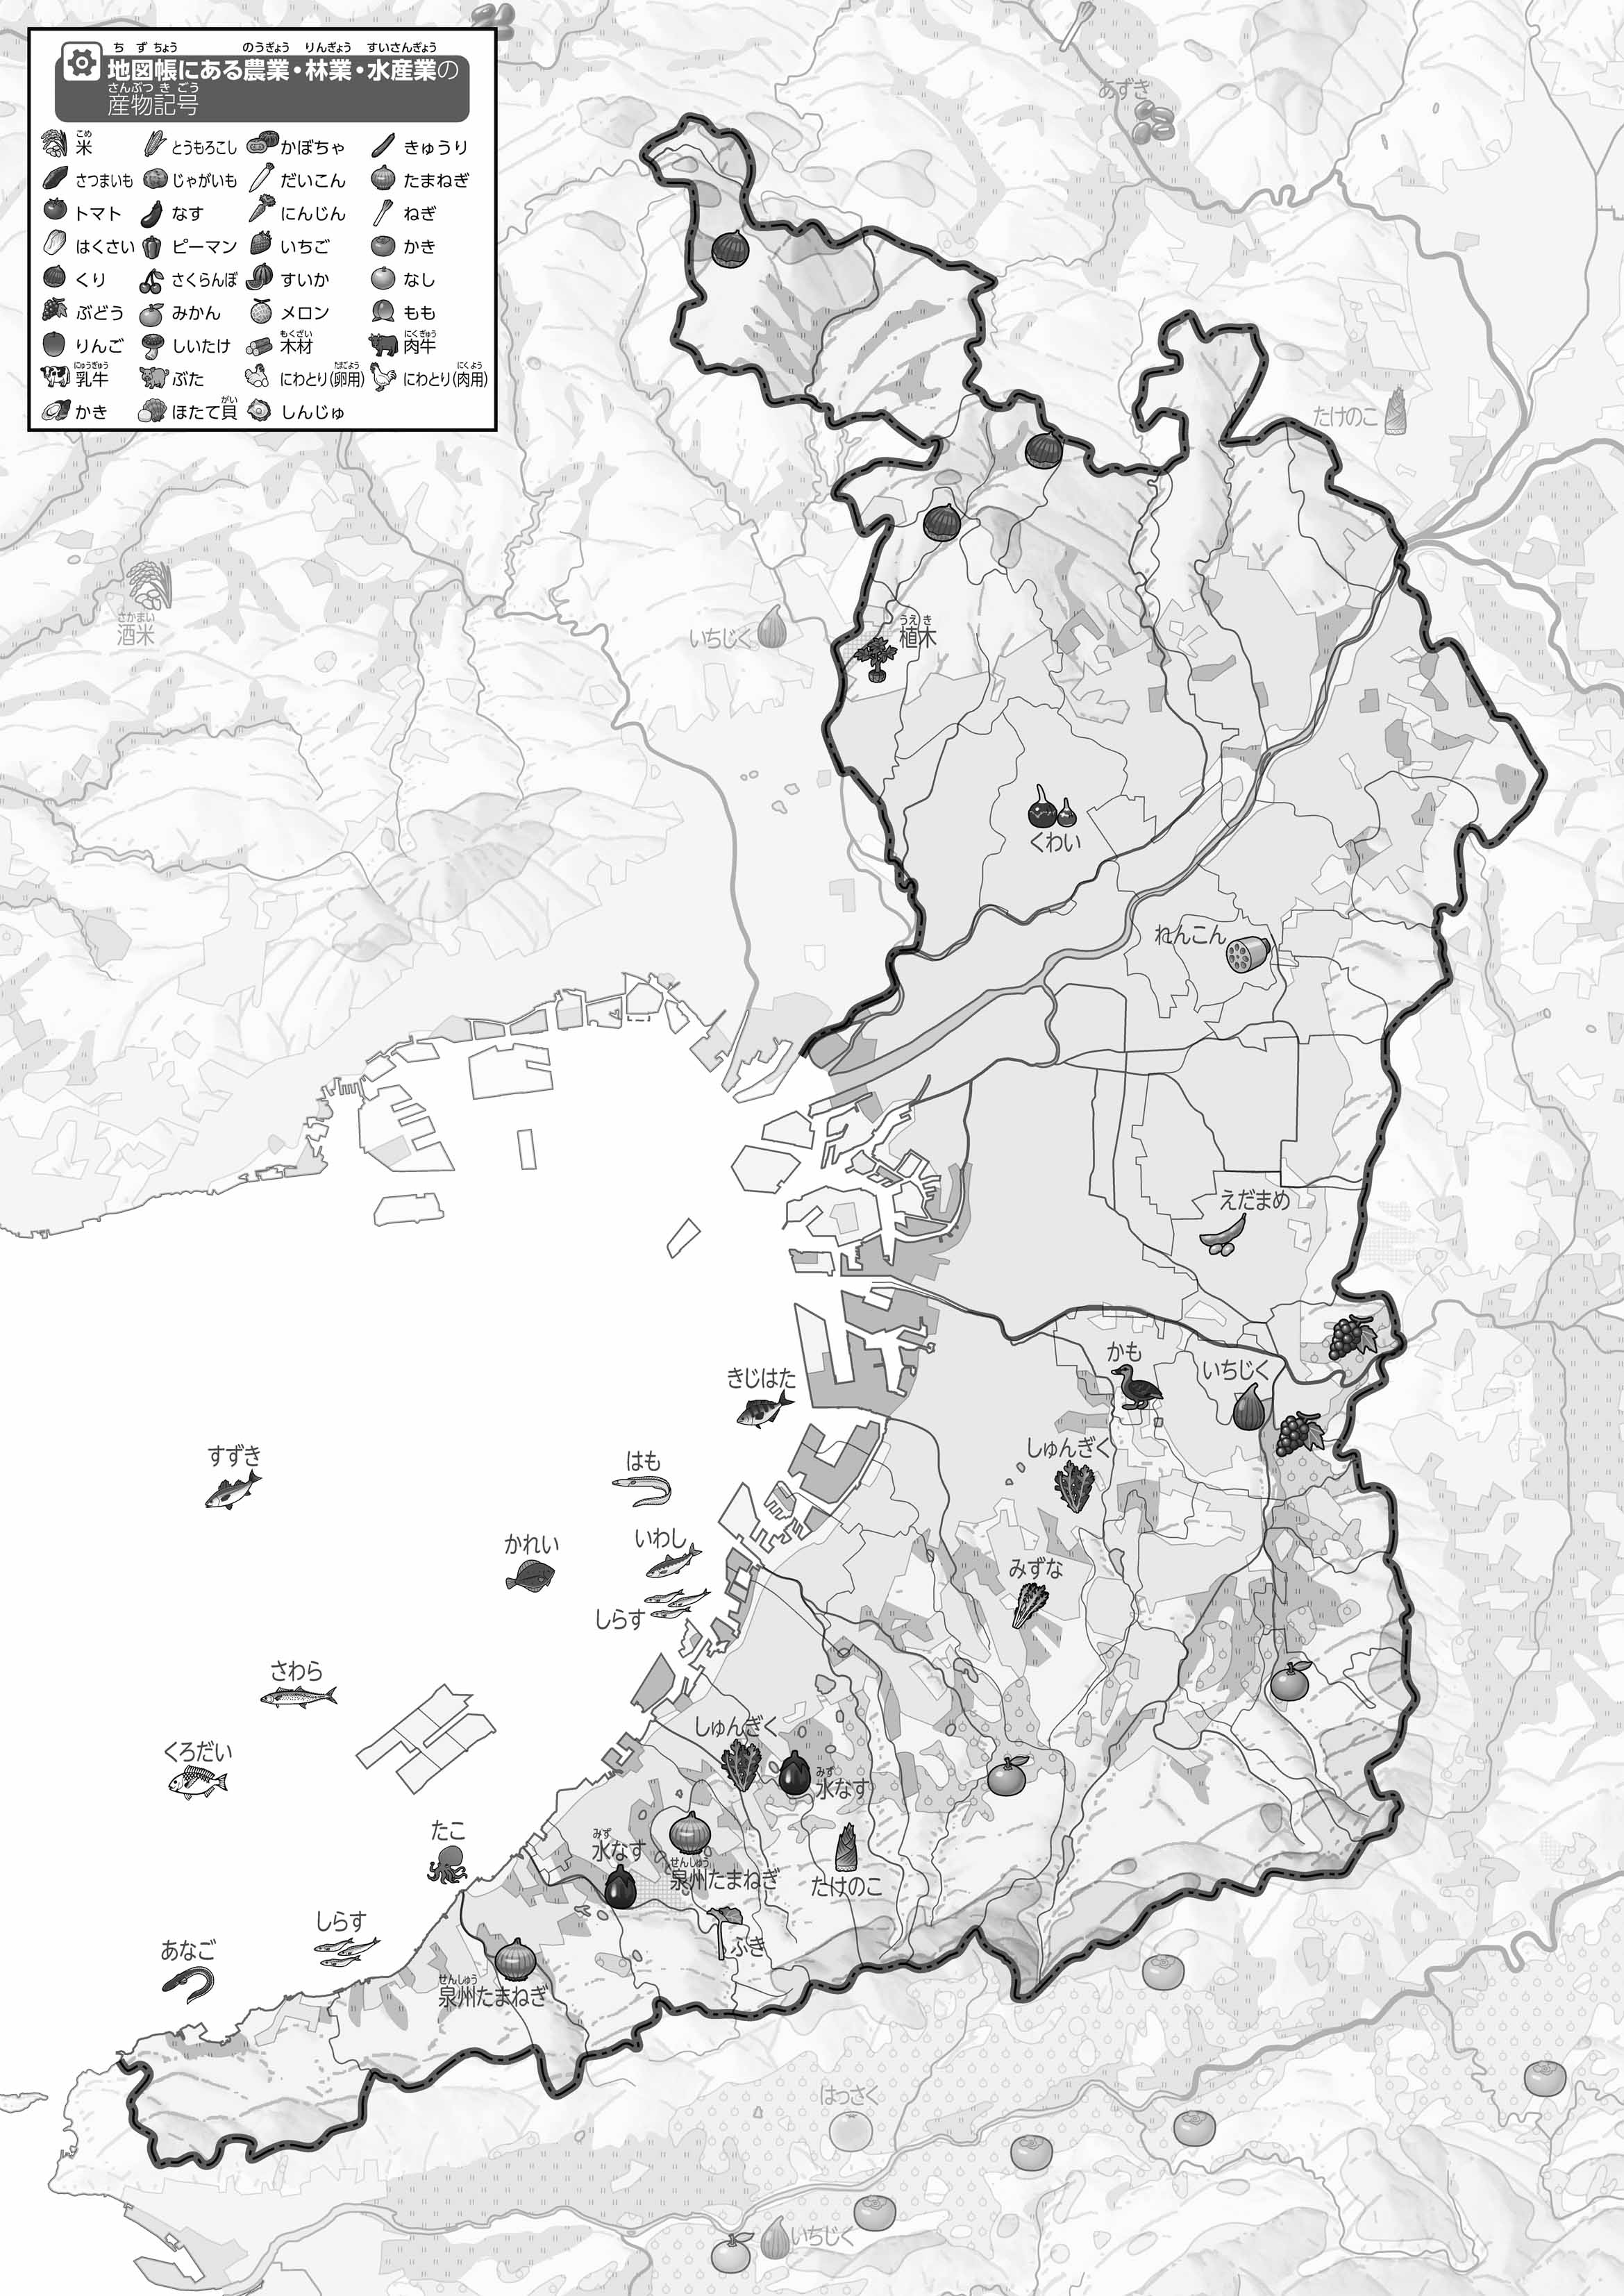 ち ず ちょう のうぎょう りんぎょう すいさんぎょう
地図帳にある農業・林業・水産業の
さんぶつ き ごう
産物記号
こめ
米 とうもろこし かぼちゃ きゅうり
さつまいも じゃがいも だいこん たまねぎ
トマト なす にんじん ねぎ
はくさい ピーマン いちご かき
くり さくらんぼ すいか なし
ぶどう みかん メロン もも
もくざい にくぎゅう
りんご しいたけ 木材 肉牛
にゅうぎゅう たまごよう にくよう
乳牛 ぶた にわとり(卵用) にわとり(肉用)
がい
かき ほたて貝 しんじゅ
あずき
たけのこ
さかまい
酒米
いちじく
うえ き
植木
くわい
れんこん
えだまめ
かも
いちじく
きじはた
しゅんぎく
すずき
はも
かれい
いわし
しらす
みずな
さわら
しゅんぎく
くろだい
みず
水なす
たこ
みず
水なす
せんしゅう
泉州たまねぎ
たけのこ
しらす
ふき
あなご
せんしゅう
泉州たまねぎ
はっさく
いちじく